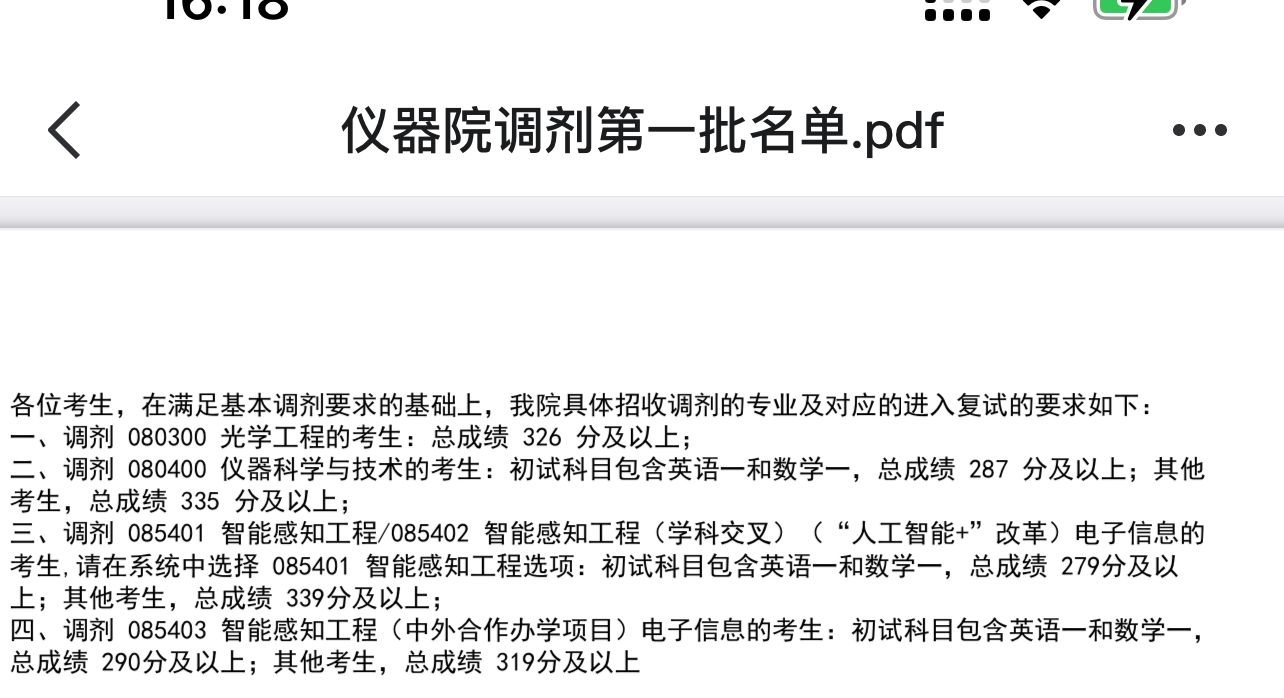 16:18
仪器院调剂第一批名单.pdf
各位考生，在满足基本调剂要求的基础上，我院具体招收调剂的专业及对应的进入复试的要求如下：
一、调剂 080300 光学工程的考生：总成绩 326 分及以上；
二、调剂 080400 仪器科学与技术的考生：初试科目包含英语一和数学一，总成绩 287 分及以上；其他
考生，总成绩 335 分及以上；
三、调剂 085401 智能感知工程/085402 智能感知工程（学科交叉）（“人工智能+”改革）电子信息的
考生,请在系统中选择 085401 智能感知工程选项：初试科目包含英语一和数学一，总成绩 279分及以
上；其他考生，总成绩 339分及以上；
四、调剂 085403 智能感知工程（中外合作办学项目）电子信息的考生：初试科目包含英语一和数学一，
总成绩 290分及以上；其他考生，总成绩 319分及以上